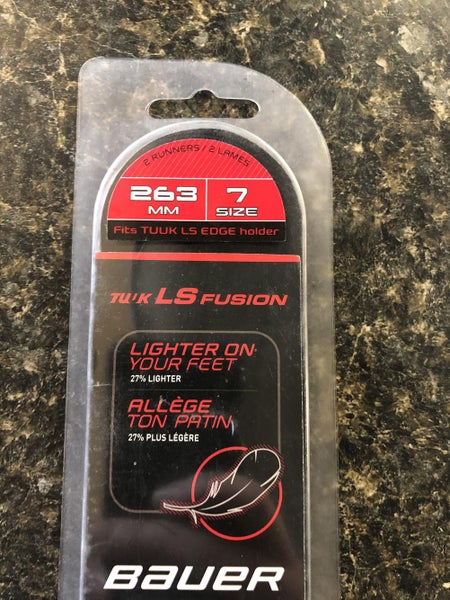 2 RUNNERS / 2 LAMES
263 MM
7 SIZE
Fits TUUK LS EDGE holder
TUUK LS FUSION
LIGHTER ON
YOUR FEET
27% LIGHTER
ALLÈGE
TON PATIN
27% PLUS LÉGÈRE
BAUER